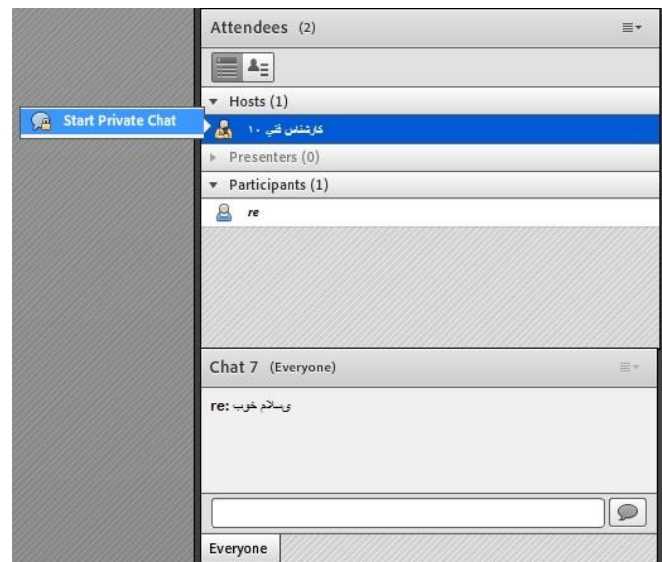 Attendees (2)
Hosts (1)
Start Private Chat
کارشناس فني ۱۰
Presenters (0)
Participants (1)
re
Chat 7 (Everyone)
re: ی سلام خوب
Everyone